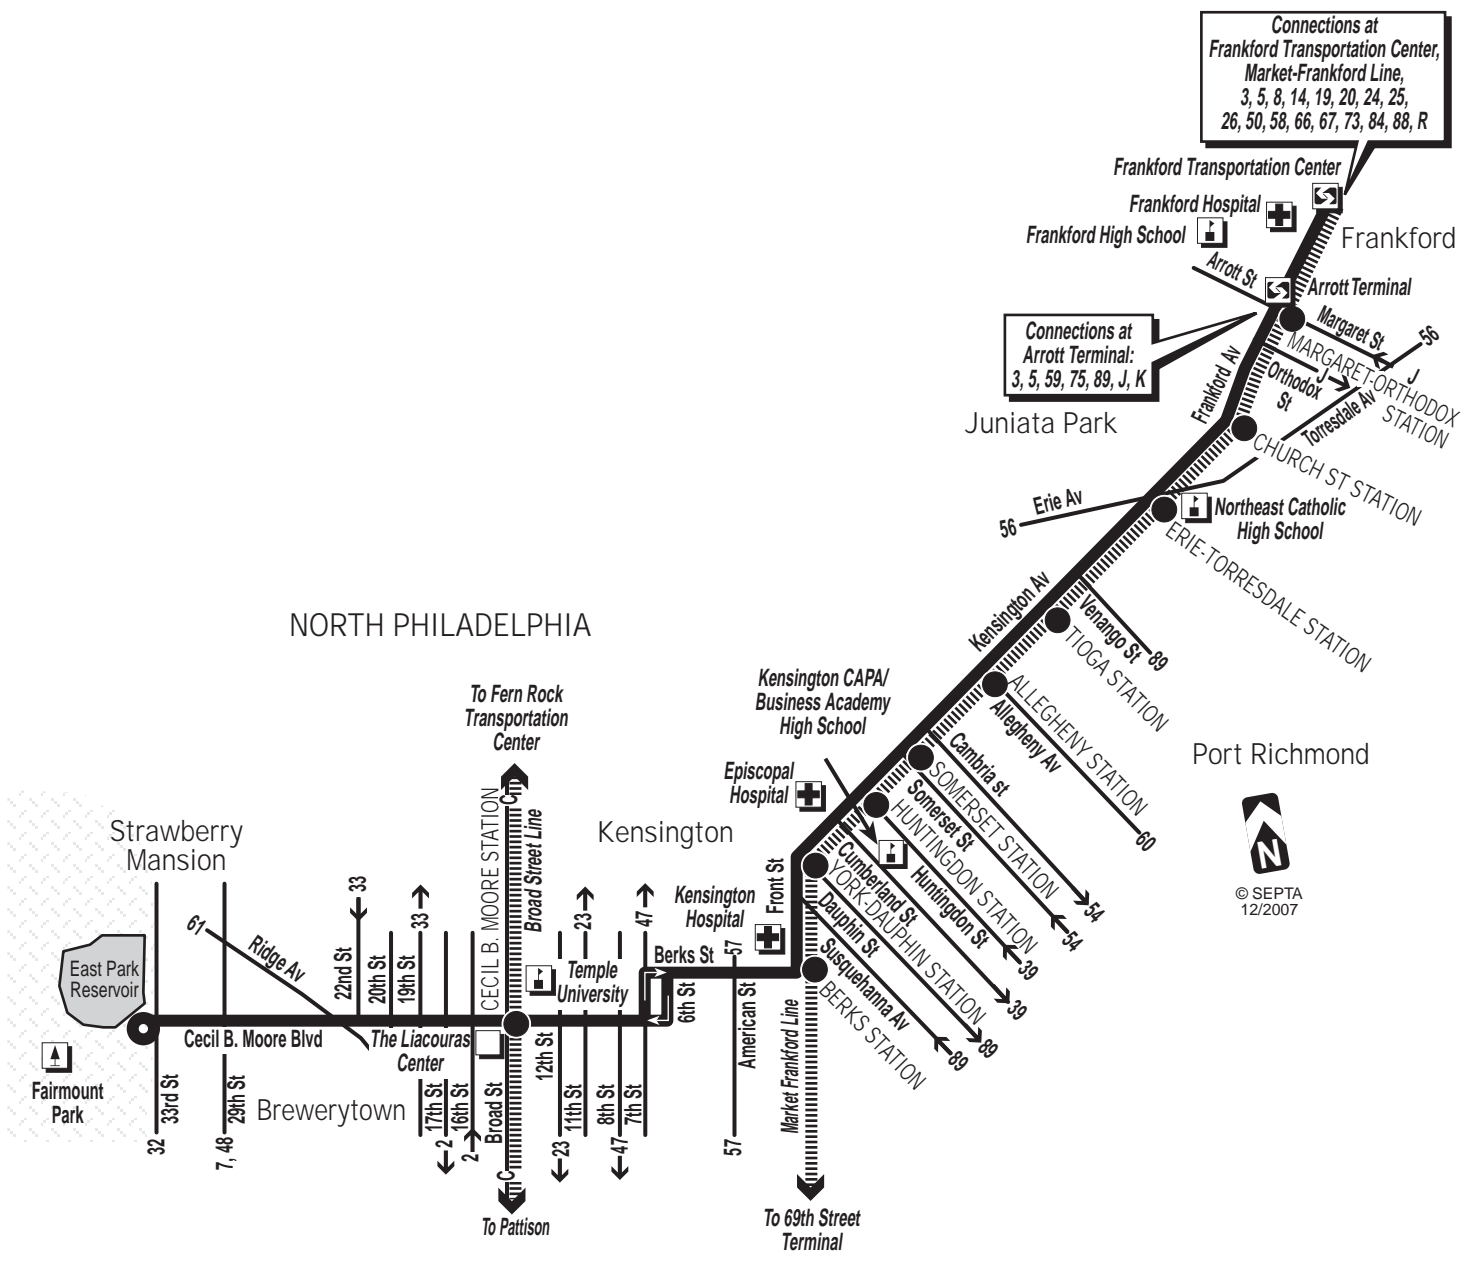 Connections at
Frankford Transportation Center,
Market-Frankford Line,
3, 5, 8, 14, 19, 20, 24, 25,
26, 50, 58, 66, 67, 73, 84, 88, R
Frankford Transportation Center
Frankford Hospital
Frankford High School
Frankford
Arrott St
Arrott Terminal
Connections at
Arrott Terminal:
3, 5, 59, 75, 89, J, K
Margaret St
56
J
MARGARET-ORTHODOX
STATION
Orthodox
St
J
Torresdale Av
Frankford Av
Juniata Park
CHURCH ST STATION
56
Erie Av
Northeast Catholic
High School
ERIE-TORRESDALE STATION
Kensington Av
Venango St
89
TIOGA STATION
NORTH PHILADELPHIA
Kensington CAPA/
Business Academy
High School
ALLEGHENY STATION
Allegheny Av
60
Port Richmond
To Fern Rock
Transportation
Center
Cambria st
54
SOMERSET STATION
Somerset St
54
Episcopal
Hospital
HUNTINGDON STATION
Huntingdon St
39
N
© SEPTA
12/2007
Strawberry
Mansion
C
CECIL B. MOORE STATION
Broad Street Line
Kensington
Cumberland St
39
YORK-DAUPHIN STATION
Dauphin St
89
Front St
Kensington
Hospital
Susquehanna Av
89
BERKS STATION
33
61
Ridge Av
22nd St
20th St
19th St
33
23
47
57
Berks St
Temple
University
East Park
Reservoir
Cecil B. Moore Blvd
The Liacouras
Center
6th St
American St
Market Frankford Line
Fairmount
Park
33rd St
32
29th St
7, 48
Brewerytown
17th St
2
16th St
2
Broad St
C
12th St
23
11th St
8th St
47
7th St
57
To Pattison
To 69th Street
Terminal